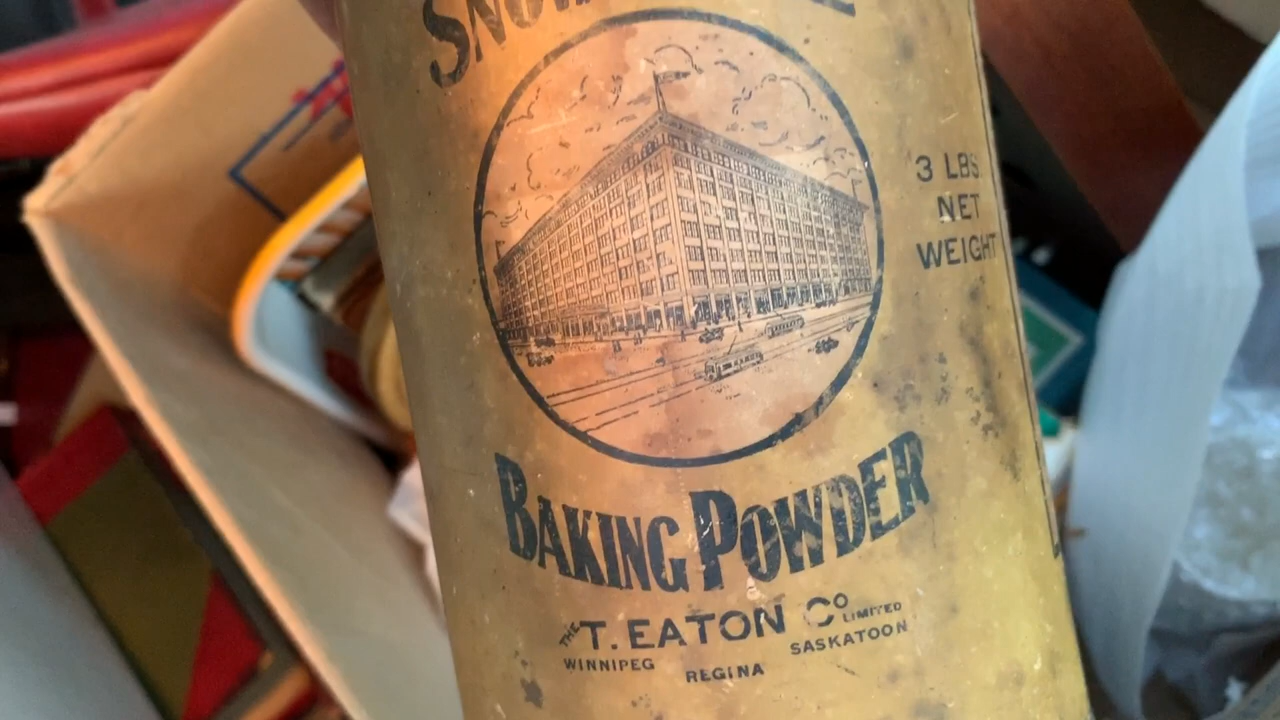 3 LBS.
NET
WEIGHT
BAKING POWDER
THE T. EATON Co LIMITED
WINNIPEG REGINA SASKATOON